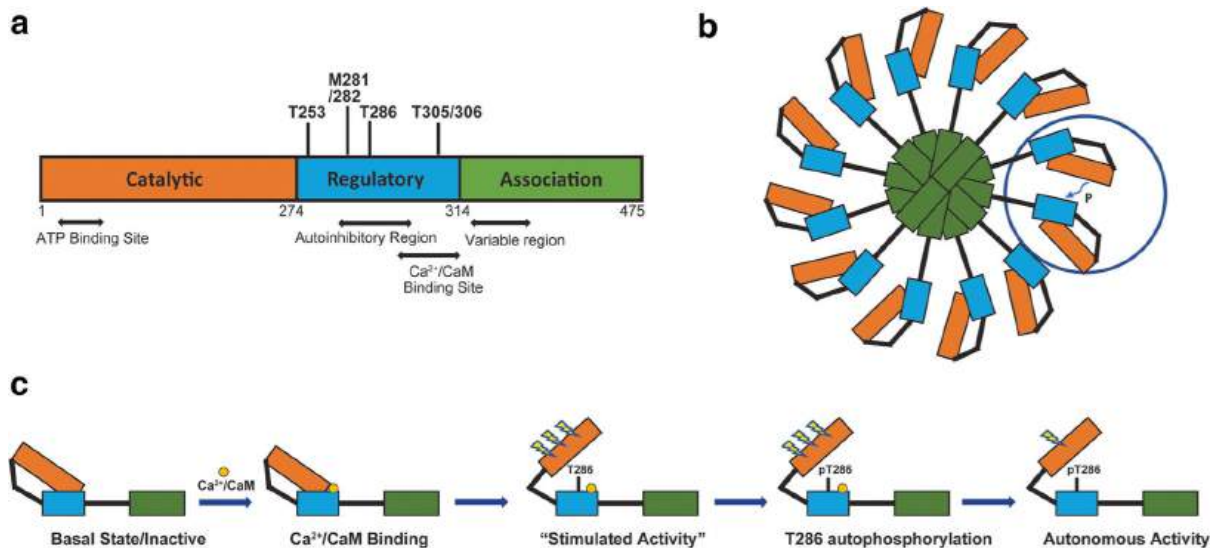 a
b
M281
/282
T253
T286
T305/306
Catalytic
Regulatory
Association
1
274
314
475
ATP Binding Site
Autoinhibitory Region
Variable region
Ca²⁺/CaM
Binding Site
P
c
Ca²⁺/CaM
T286
pT286
pT286
Basal State/Inactive
Ca²⁺/CaM Binding
“Stimulated Activity”
T286 autophosphorylation
Autonomous Activity